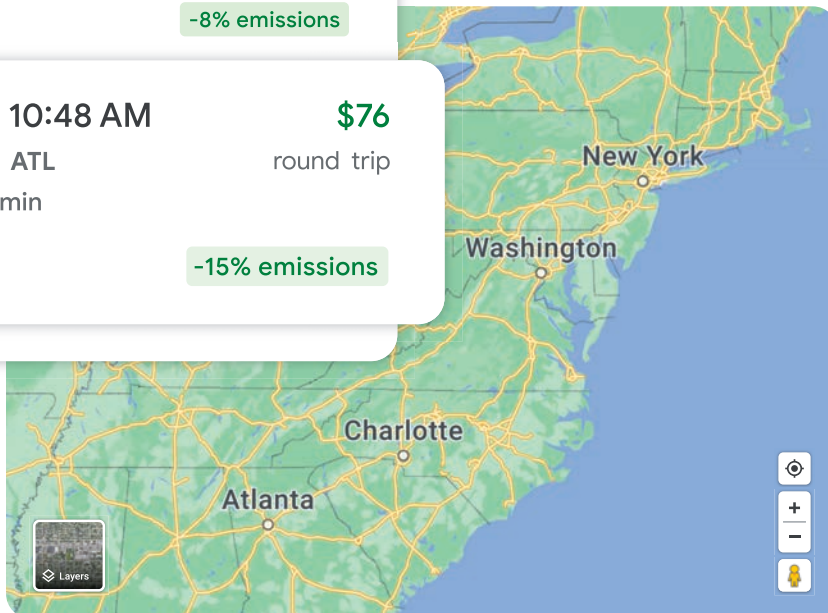 -8% emissions
10:48 AM
$76
ATL
round trip
min
-15% emissions
New York
Washington
Charlotte
Atlanta
Layers
+
−